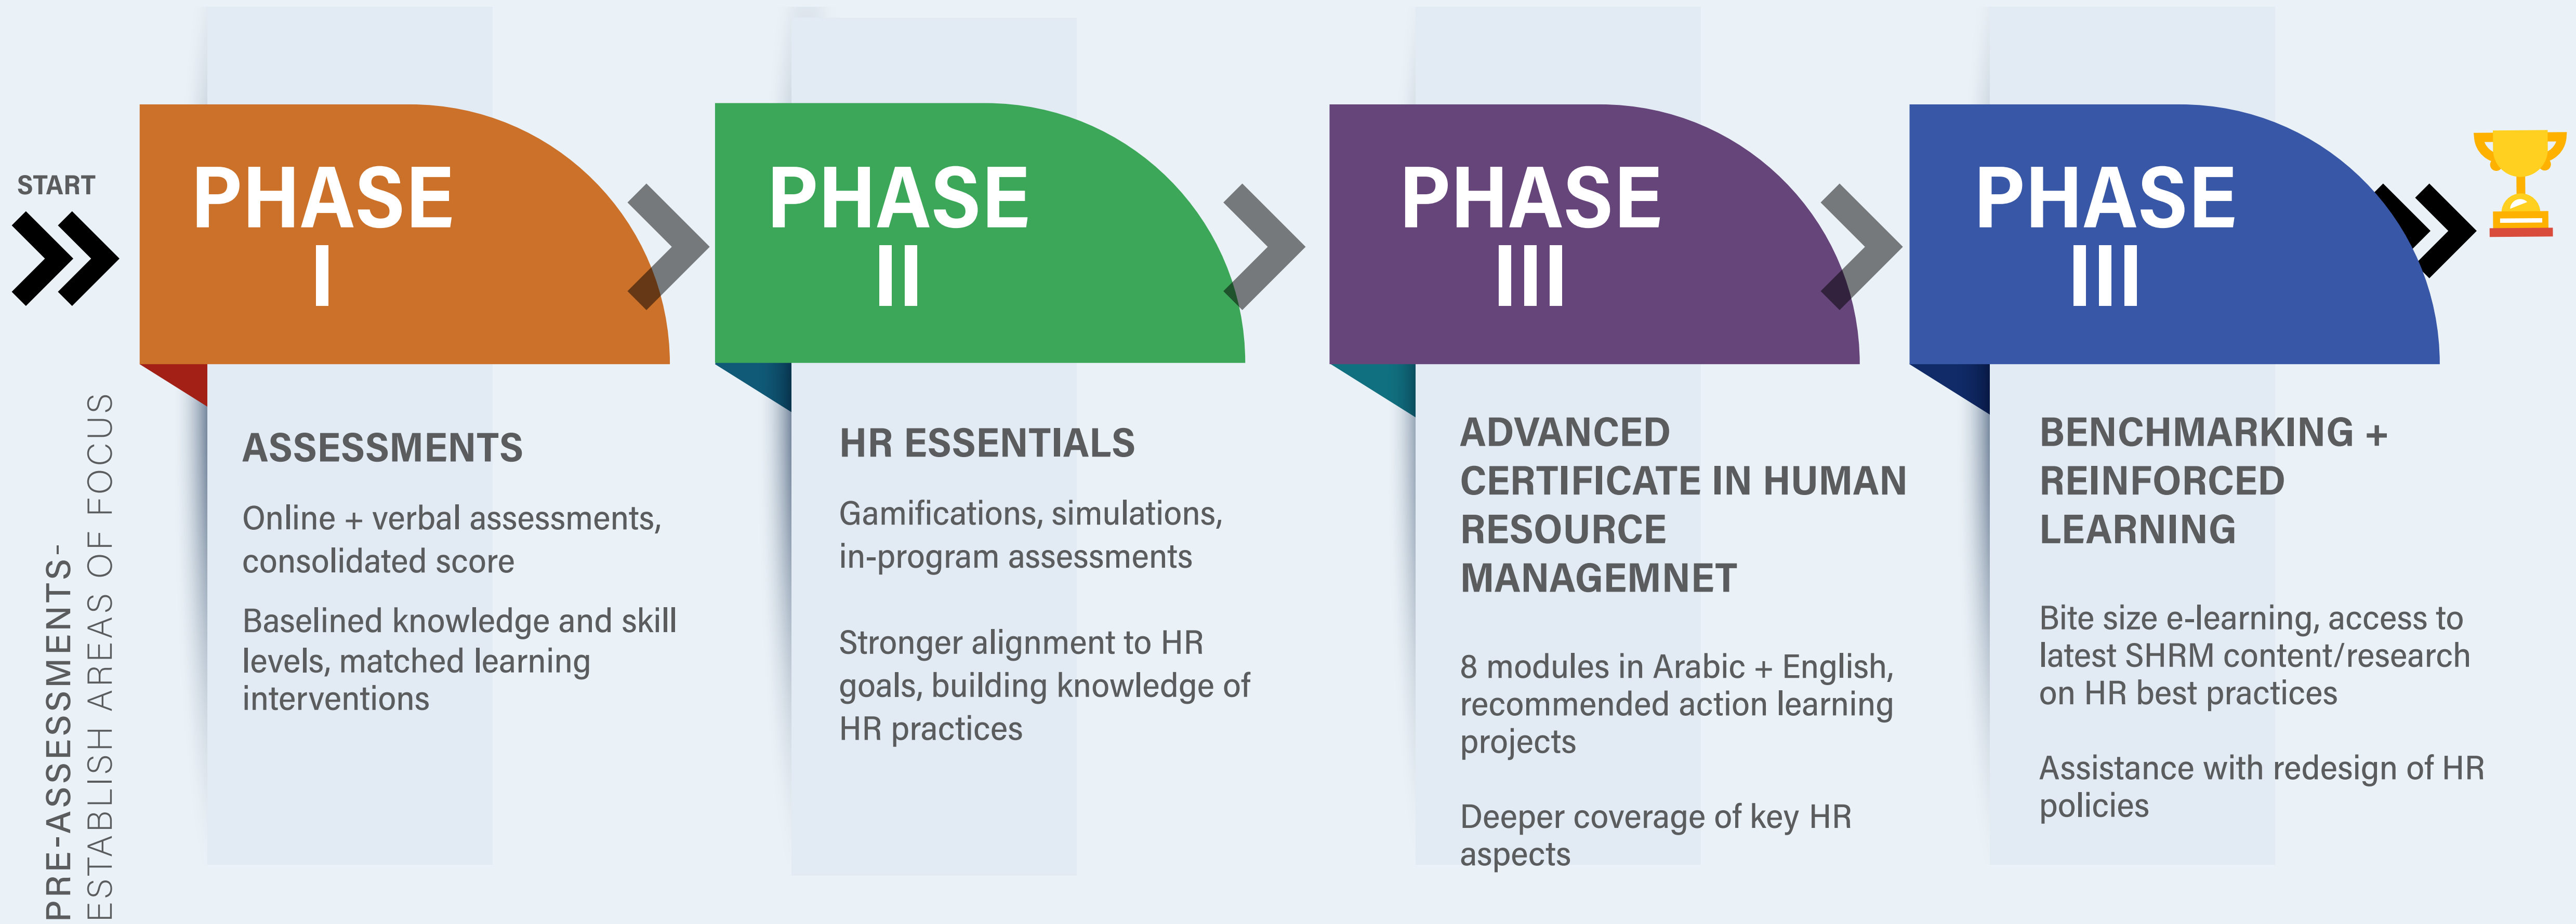 START
PRE-ASSESSMENTS-
ESTABLISH AREAS OF FOCUS
PHASE
I
ASSESSMENTS
Online + verbal assessments,
consolidated score
Baselined knowledge and skill
levels, matched learning
interventions
PHASE
II
HR ESSENTIALS
Gamifications, simulations,
in-program assessments
Stronger alignment to HR
goals, building knowledge of
HR practices
PHASE
III
ADVANCED
CERTIFICATE IN HUMAN
RESOURCE
MANAGEMNET
8 modules in Arabic + English,
recommended action learning
projects
Deeper coverage of key HR
aspects
PHASE
III
BENCHMARKING +
REINFORCED
LEARNING
Bite size e-learning, access to
latest SHRM content/research
on HR best practices
Assistance with redesign of HR
policies